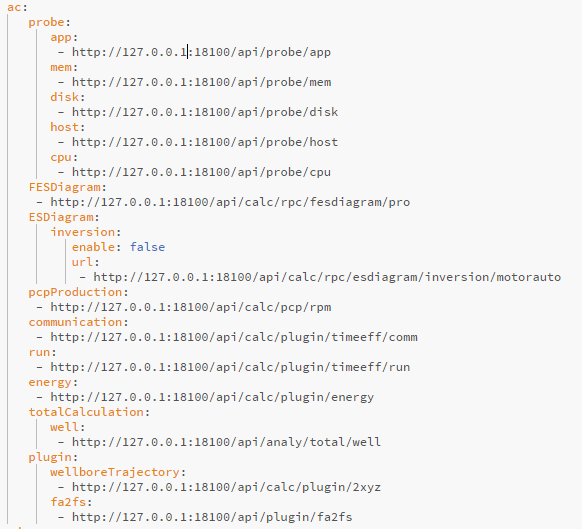 ac:
probe:
app:
- http://127.0.0.1:18100/api/probe/app
mem:
- http://127.0.0.1:18100/api/probe/mem
disk:
- http://127.0.0.1:18100/api/probe/disk
host:
- http://127.0.0.1:18100/api/probe/host
cpu:
- http://127.0.0.1:18100/api/probe/cpu
FESDiagram:
- http://127.0.0.1:18100/api/calc/rpc/fesdiagram/pro
ESDiagram:
inversion:
enable: false
url:
- http://127.0.0.1:18100/api/calc/rpc/esdiagram/inversion/motorauto
pcpProduction:
- http://127.0.0.1:18100/api/calc/pcp/rpm
communication:
- http://127.0.0.1:18100/api/calc/plugin/timeeff/comm
run:
- http://127.0.0.1:18100/api/calc/plugin/timeeff/run
energy:
- http://127.0.0.1:18100/api/calc/plugin/energy
totalCalculation:
well:
- http://127.0.0.1:18100/api/analy/total/well
plugin:
wellboreTrajectory:
- http://127.0.0.1:18100/api/calc/plugin/2xyz
fa2fs:
- http://127.0.0.1:18100/api/plugin/fa2fs